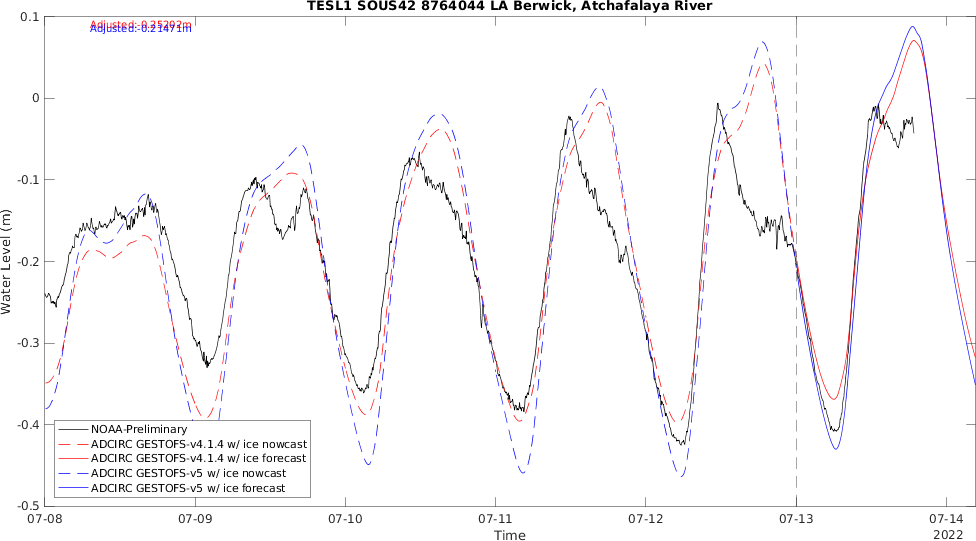 TESL1 SOUS42 8764044 LA Berwick, Atchafalaya River
Adjusted:-0.25202m
Adjusted:-0.21471m
0.1
0
-0.1
-0.2
-0.3
-0.4
-0.5
Water Level (m)
NOAA-Preliminary
ADCIRC GESTOFS-v4.1.4 w/ ice nowcast
ADCIRC GESTOFS-v4.1.4 w/ ice forecast
ADCIRC GESTOFS-v5 w/ ice nowcast
ADCIRC GESTOFS-v5 w/ ice forecast
07-08 07-09 07-10 07-11 07-12 07-13 07-14
Time
2022